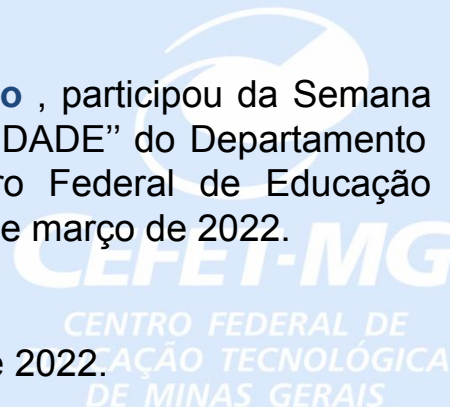 o , participou da Semana
DADE’’ do Departamento
ro Federal de Educação
e março de 2022.
CEFET-MG
CENTRO FEDERAL DE
e 2022.
EDUCAÇÃO TECNOLÓGICA
DE MINAS GERAIS